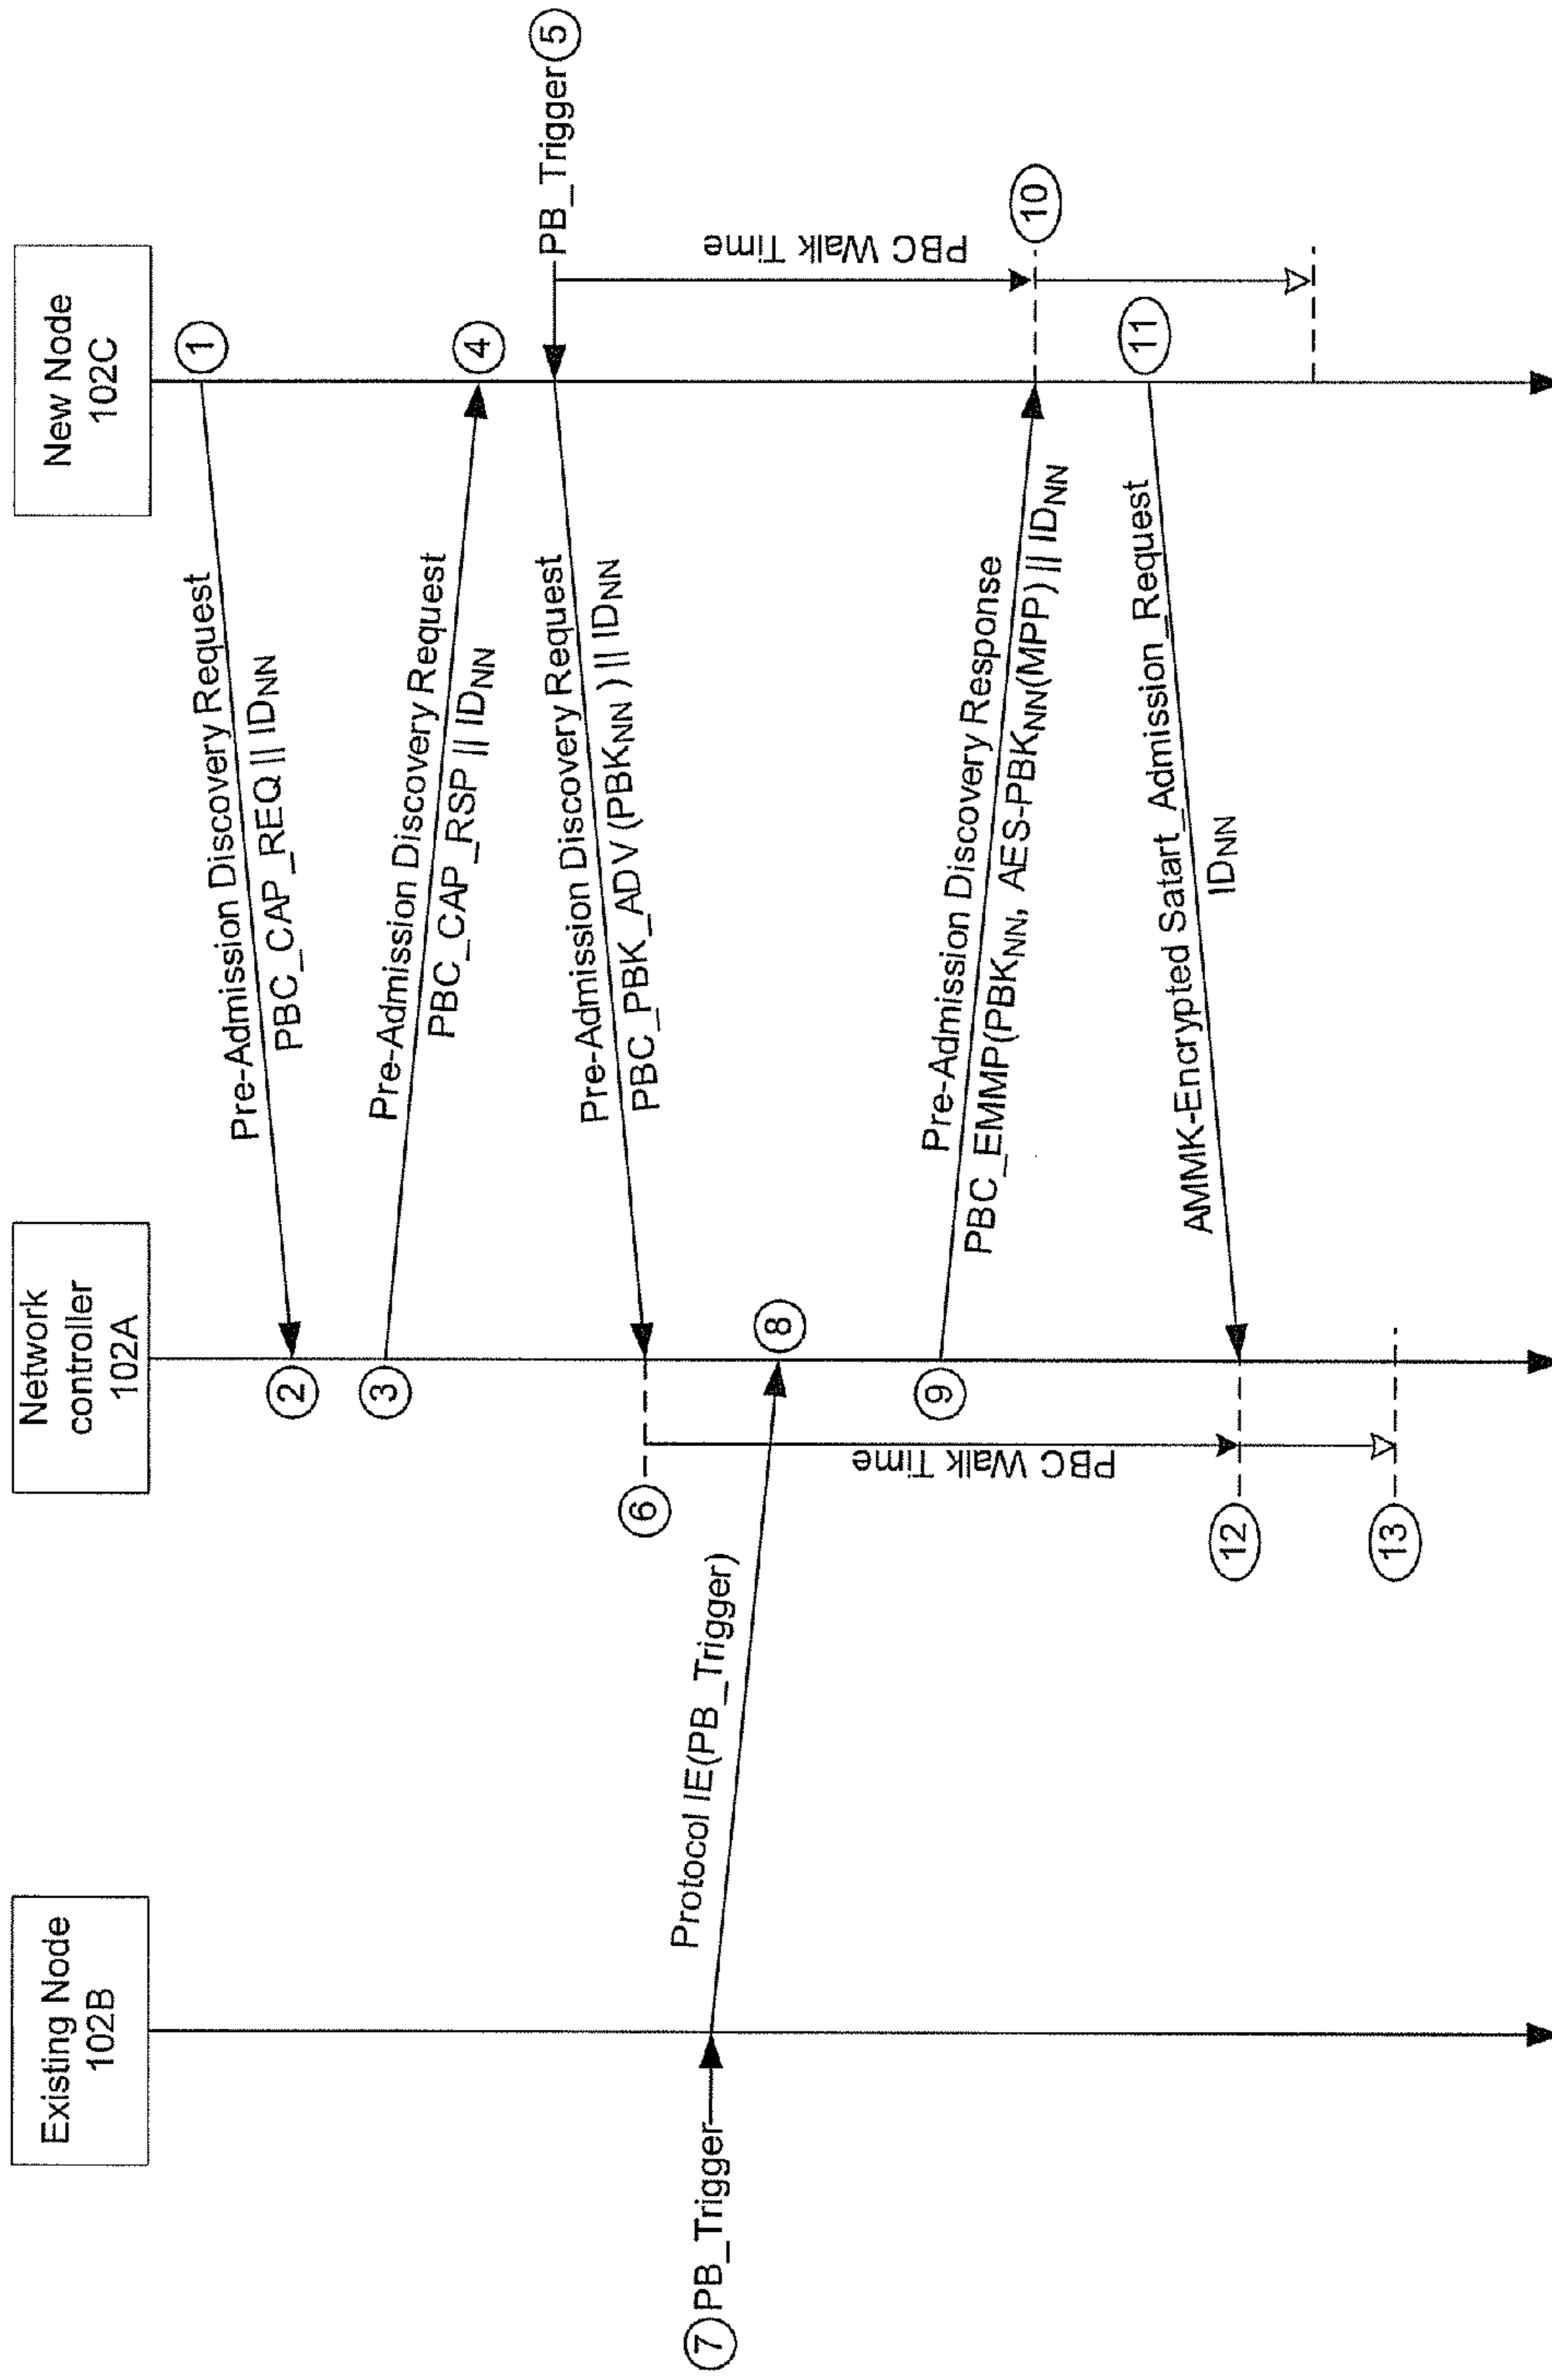 Existing Node
102B
Network
controller
102A
New Node
102C
1
Pre-Admission Discovery Request
PBC_CAP_REQ || IDNN
2
3
Pre-Admission Discovery Request
PBC_CAP_RSP || IDNN
4
PB_Trigger 5
Pre-Admission Discovery Request
PBC_PBK_ADV (PBKNN ) || IDNN
6
7 PB_Trigger
Protocol IE(PB_Trigger)
8
9
Pre-Admission Discovery Response
PBC_EMMP(PBKNN, AES-PBKNN(MPP) || IDNN
10
PBC Walk Time
PBC Walk Time
11
AMMK-Encrypted Satart_Admission_Request
IDNN
12
13